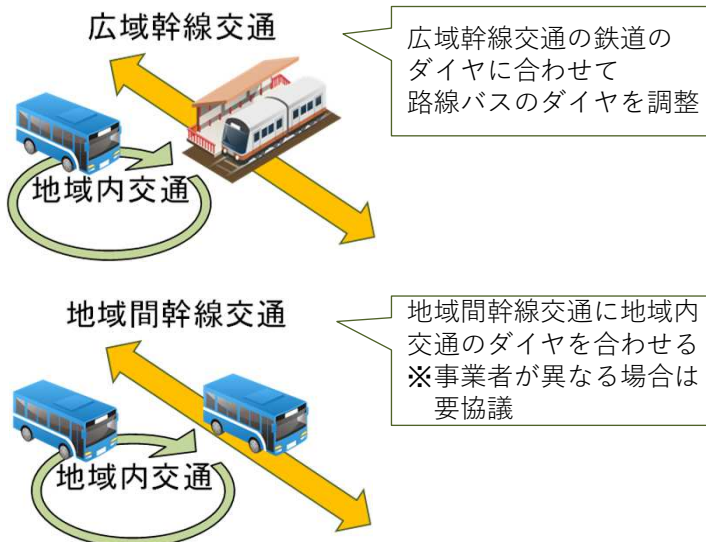 広域幹線交通
広域幹線交通の鉄道の
ダイヤに合わせて
路線バスのダイヤを調整
地域内交通
地域間幹線交通
地域間幹線交通に地域内
交通のダイヤを合わせる
※事業者が異なる場合は
要協議
地域内交通